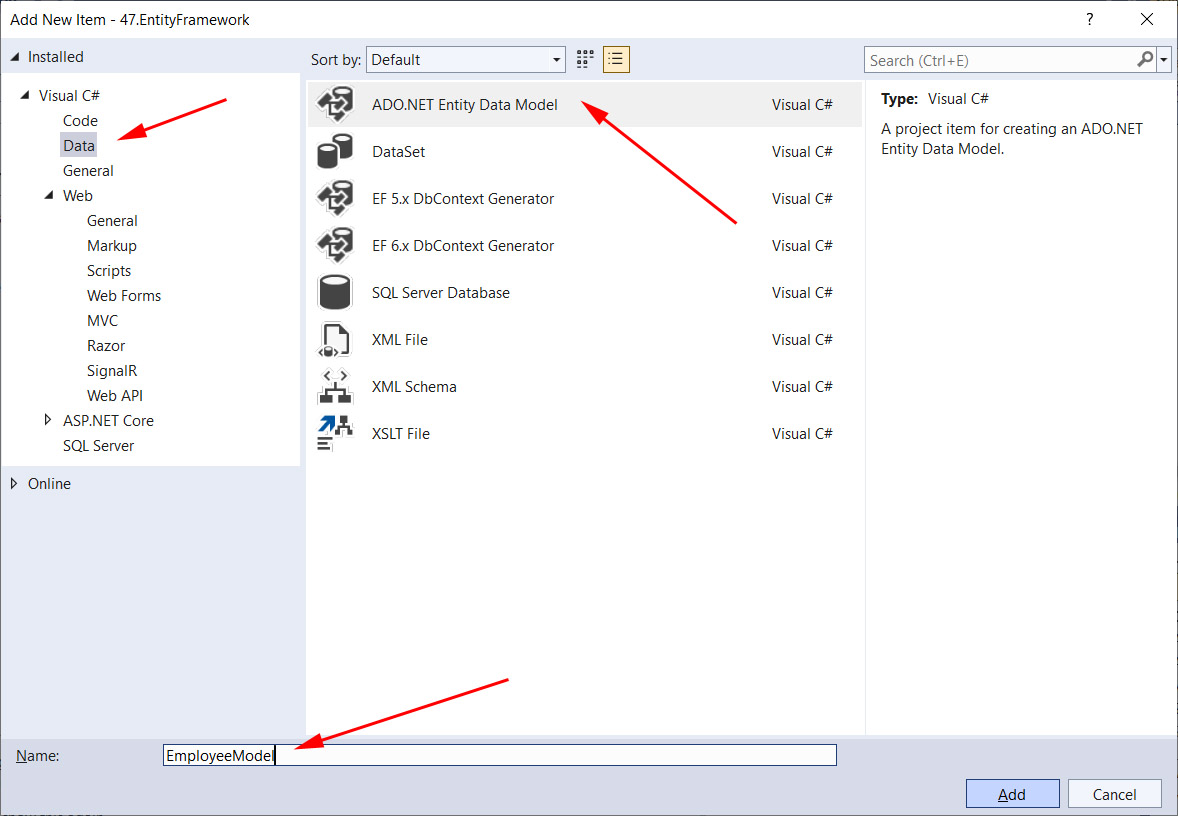 Add New Item - 47.EntityFramework
?
Installed
Sort by: Default
Search (Ctrl+E)
Visual C#
Code
Data
General
Web
General
Markup
Scripts
Web Forms
MVC
Razor
SignalR
Web API
ASP.NET Core
SQL Server
Online
ADO.NET Entity Data Model Visual C#
DataSet Visual C#
EF 5.x DbContext Generator Visual C#
EF 6.x DbContext Generator Visual C#
SQL Server Database Visual C#
XML File Visual C#
XML Schema Visual C#
XSLT File Visual C#
Type: Visual C#
A project item for creating an ADO.NET
Entity Data Model.
Name: EmployeeModel
Add Cancel